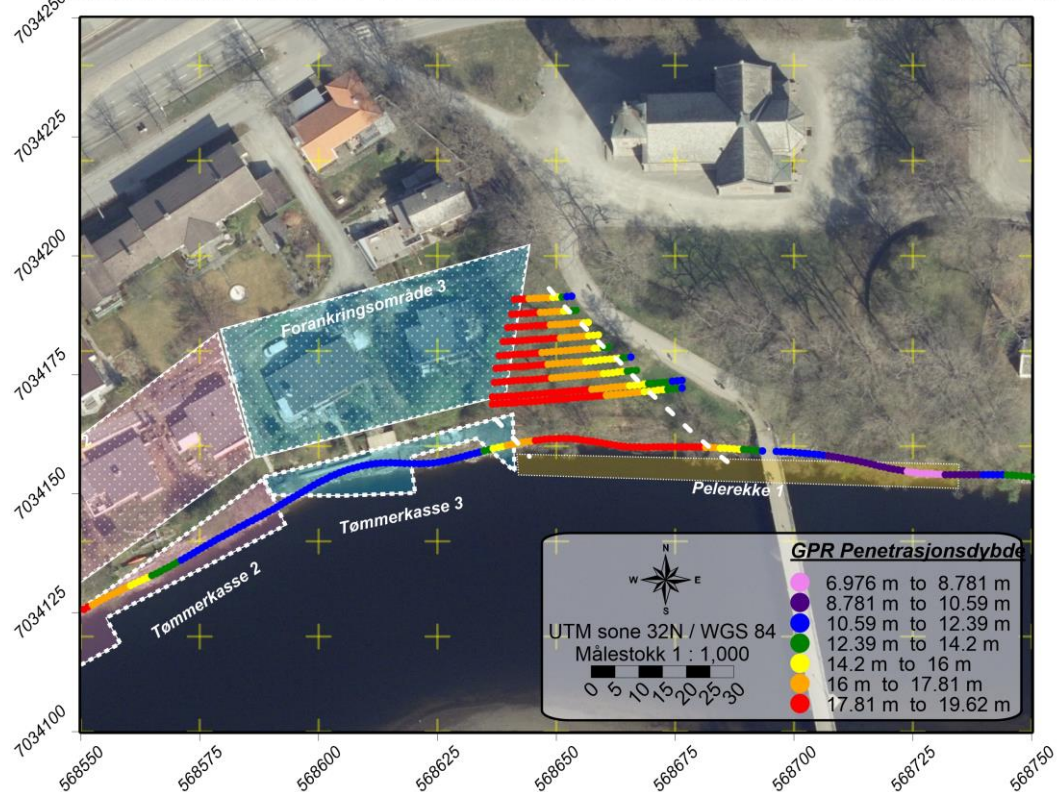 7034250
7034225
7034200
7034175
7034150
7034125
7034100
Forankringsområde 3
2
Pelerekke 1
Tømmerkasse 3
Tømmerkasse 2
N
W E
S
UTM sone 32N / WGS 84
Målestokk 1 : 1,000
0 5 10 15 20 25 30
GPR Penetrasjonsdybde
6.976 m to 8.781 m
8.781 m to 10.59 m
10.59 m to 12.39 m
12.39 m to 14.2 m
14.2 m to 16 m
16 m to 17.81 m
17.81 m to 19.62 m
568550 568575 568600 568625 568650 568675 568700 568725 568750